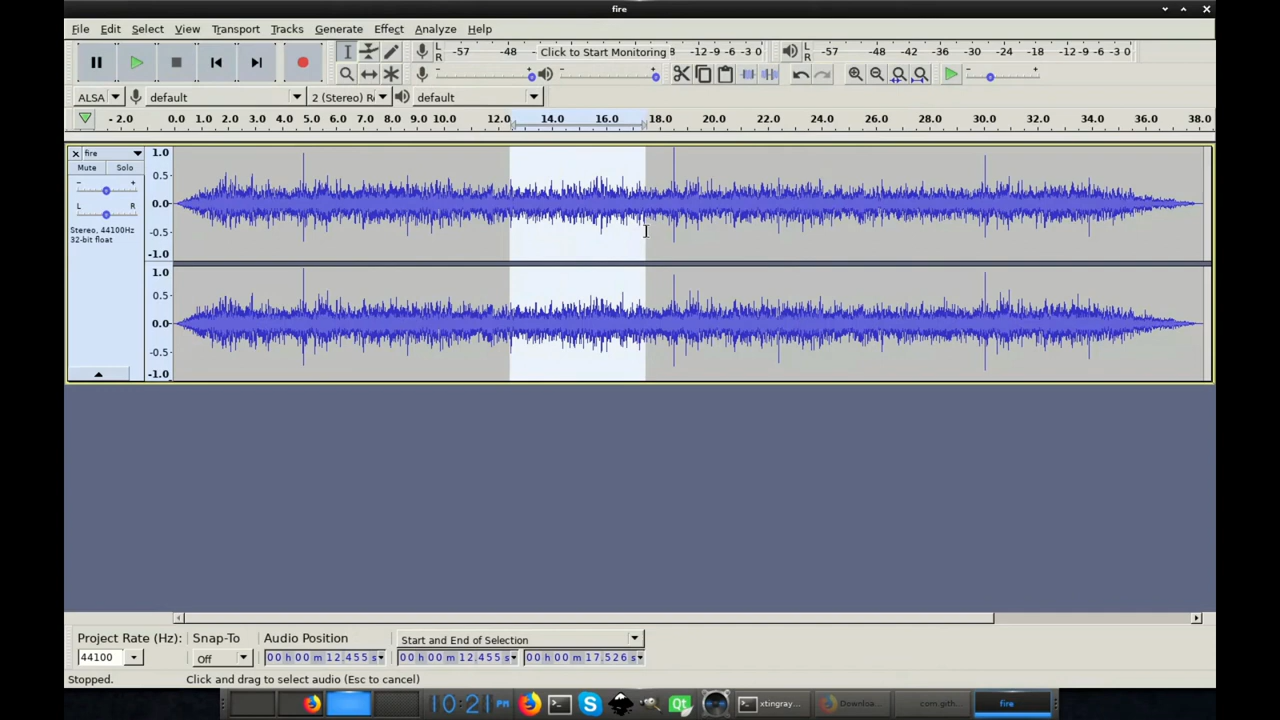 fire
File Edit Select View Transport Tracks Generate Effect Analyze Help
L R -57 -48 Click to Start Monitoring -12 -9 -6 -3 0 L R -57 -48 -42 -36 -30 -24 -18 -12 -9 -6 -3 0
- + - + - +
ALSA default 2 (Stereo) R default
- 2.0 0.0 1.0 2.0 3.0 4.0 5.0 6.0 7.0 8.0 9.0 10.0 12.0 14.0 16.0 18.0 20.0 22.0 24.0 26.0 28.0 30.0 32.0 34.0 36.0 38.0
x fire 1.0
Mute Solo
- + 0.5
L R 0.0
Stereo, 44100Hz -0.5
32-bit float
-1.0
1.0
0.5
0.0
-0.5
-1.0
Project Rate (Hz): Snap-To Audio Position Start and End of Selection
44100 Off 00 h 00 m 12.455 s 00 h 00 m 12.455 s 00 h 00 m 17.526 s
Stopped. Click and drag to select audio (Esc to cancel)
10:21 PM Qt xtingray... Downloa... com.gith... fire